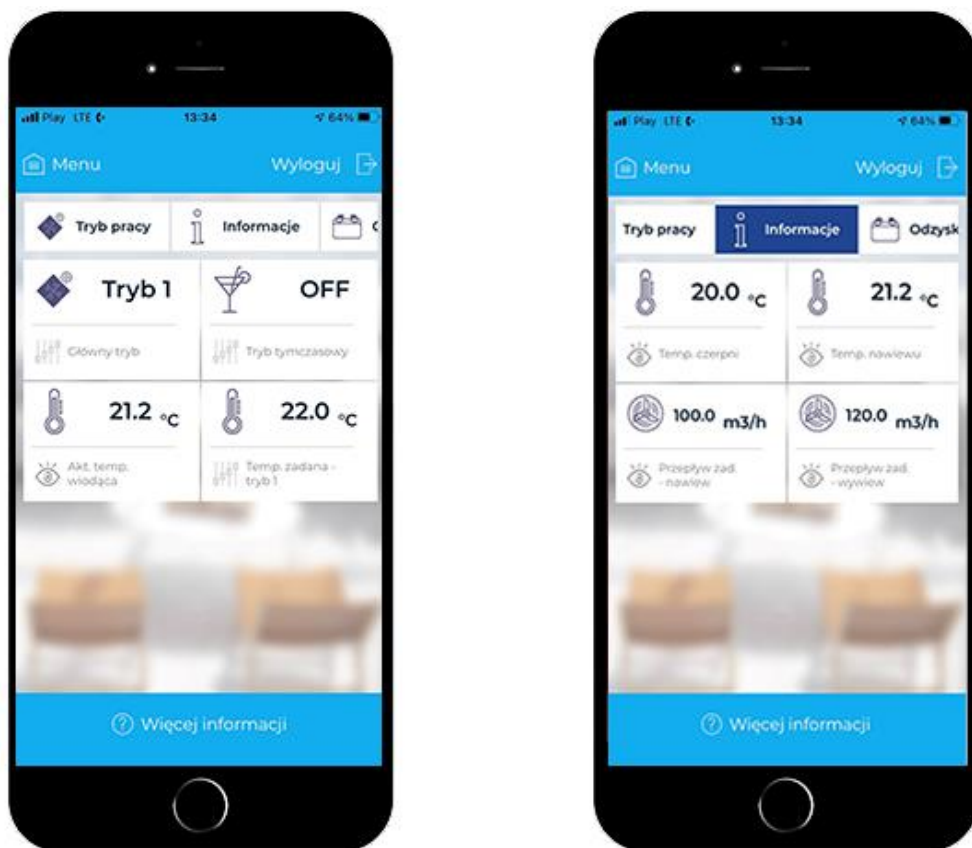 Play LTE 13:34 64%
Menu Wyloguj
Tryb pracy Informacje
Tryb 1 OFF
Główny tryb Tryb tymczasowy
21.2 °C 22.0 °C
Akt. temp. wiodąca Temp. zadana - tryb 1
Więcej informacji
Play LTE 13:34 64%
Menu Wyloguj
Tryb pracy Informacje Odzysk
20.0 °C 21.2 °C
Temp. czerpni Temp. nawiewu
100.0 m3/h 120.0 m3/h
Przepływ zad. - nawiew Przepływ zad. - wywiew
Więcej informacji